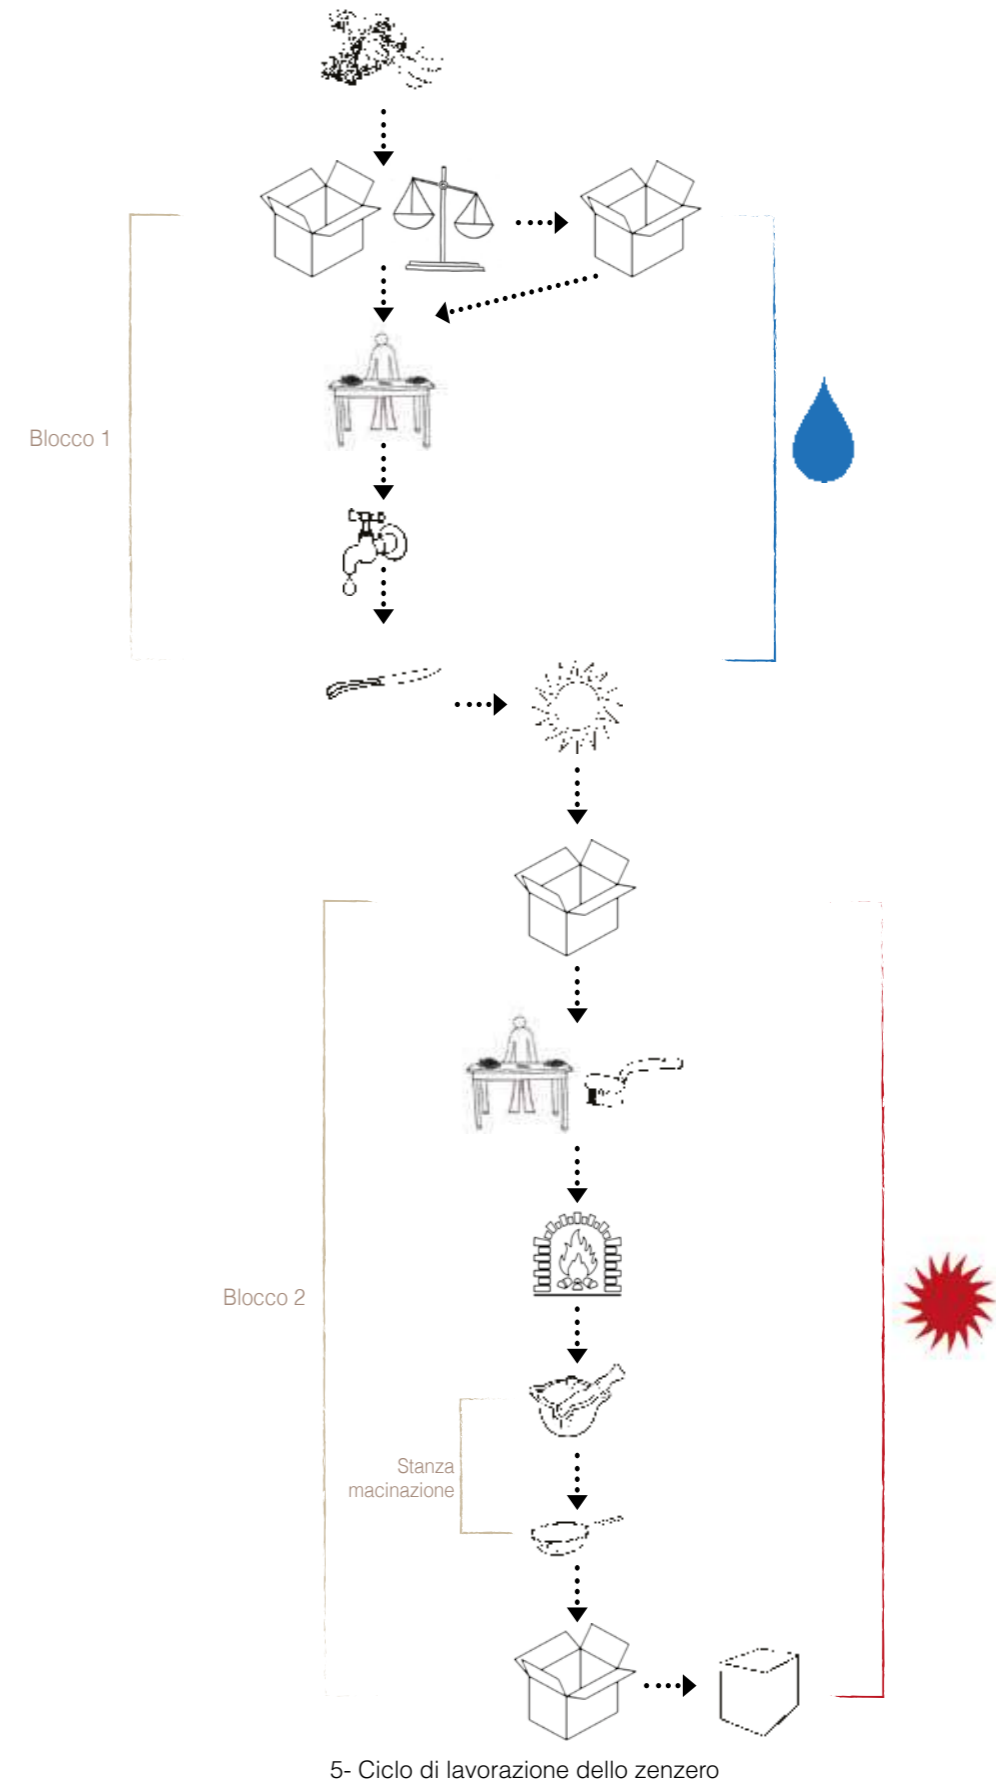 Blocco 1
Blocco 2
Stanza
macinazione
5- Ciclo di lavorazione dello zenzero